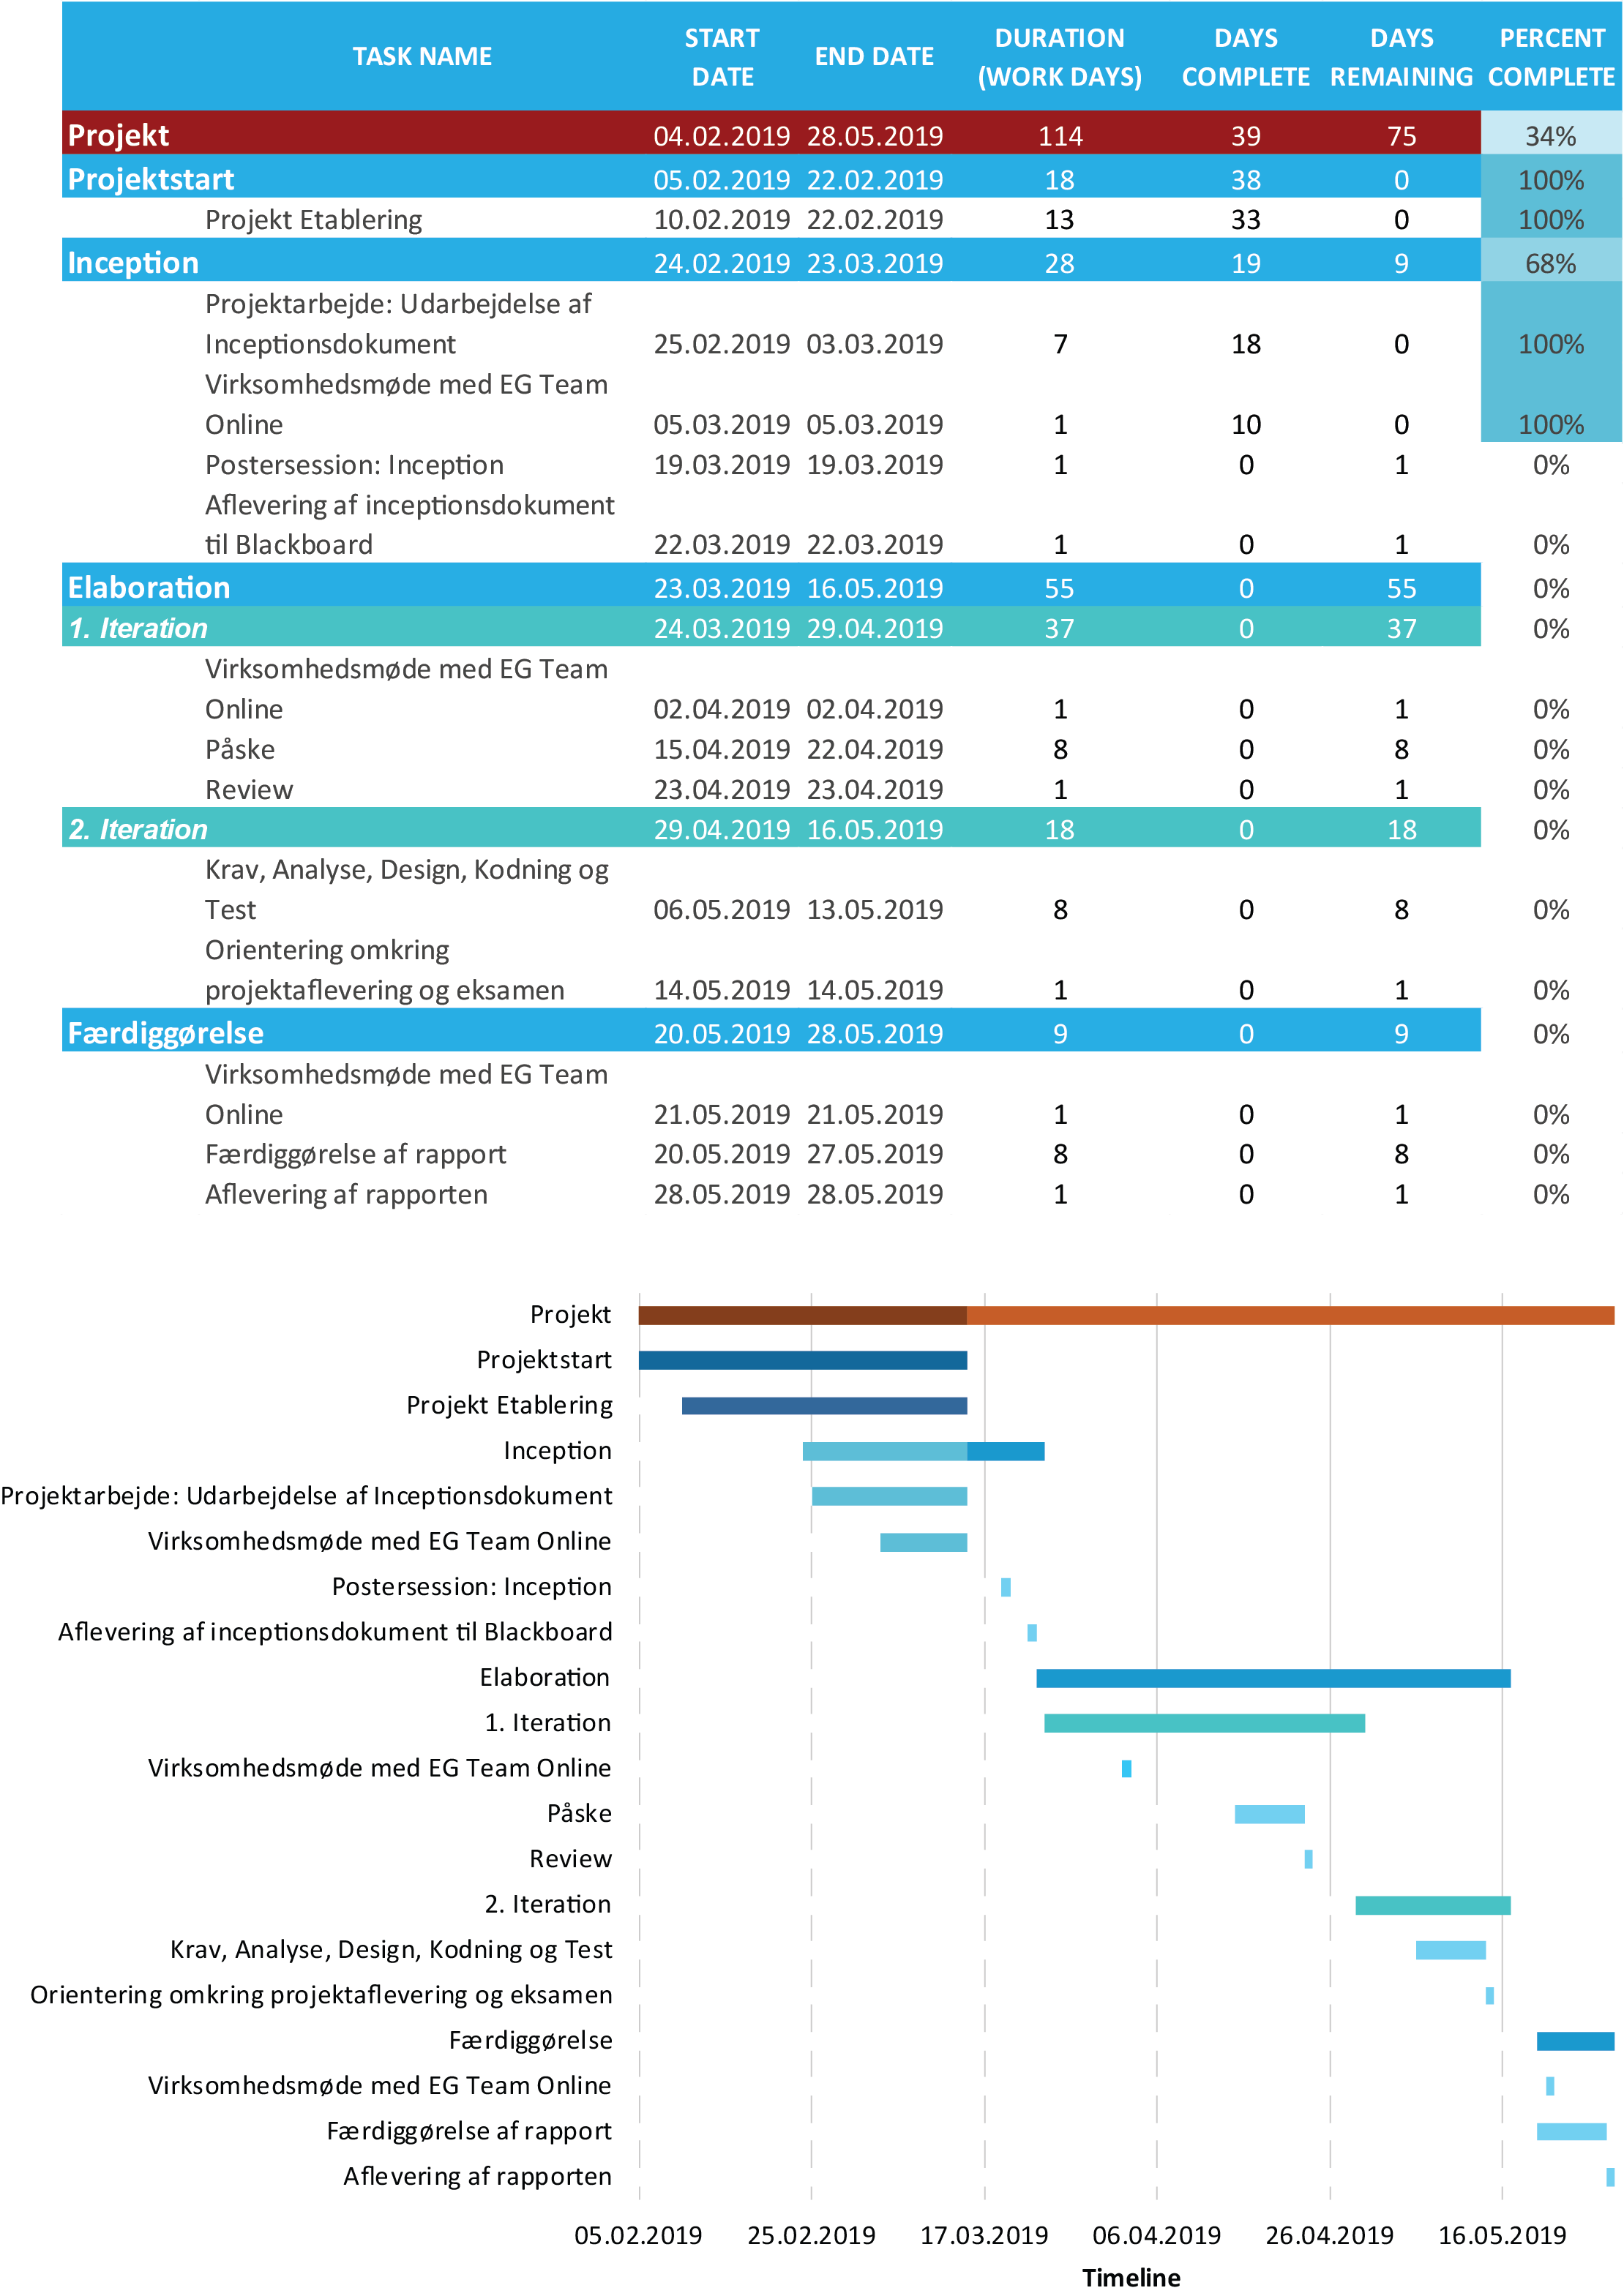 TASK NAME START DATE END DATE DURATION (WORK DAYS) DAYS COMPLETE DAYS REMAINING PERCENT COMPLETE
Projekt 04.02.2019 28.05.2019 114 39 75 34%
Projektstart 05.02.2019 22.02.2019 18 38 0 100%
Projekt Etablering 10.02.2019 22.02.2019 13 33 0 100%
Inception 24.02.2019 23.03.2019 28 19 9 68%
Projektarbejde: Udarbejdelse af
Inceptionsdokument 25.02.2019 03.03.2019 7 18 0 100%
Virksomhedsmøde med EG Team
Online 05.03.2019 05.03.2019 1 10 0 100%
Postersession: Inception 19.03.2019 19.03.2019 1 0 1 0%
Aflevering af inceptionsdokument
til Blackboard 22.03.2019 22.03.2019 1 0 1 0%
Elaboration 23.03.2019 16.05.2019 55 0 55 0%
1. Iteration 24.03.2019 29.04.2019 37 0 37 0%
Virksomhedsmøde med EG Team
Online 02.04.2019 02.04.2019 1 0 1 0%
Påske 15.04.2019 22.04.2019 8 0 8 0%
Review 23.04.2019 23.04.2019 1 0 1 0%
2. Iteration 29.04.2019 16.05.2019 18 0 18 0%
Krav, Analyse, Design, Kodning og
Test 06.05.2019 13.05.2019 8 0 8 0%
Orientering omkring
projektaflevering og eksamen 14.05.2019 14.05.2019 1 0 1 0%
Færdiggørelse 20.05.2019 28.05.2019 9 0 9 0%
Virksomhedsmøde med EG Team
Online 21.05.2019 21.05.2019 1 0 1 0%
Færdiggørelse af rapport 20.05.2019 27.05.2019 8 0 8 0%
Aflevering af rapporten 28.05.2019 28.05.2019 1 0 1 0%
Projekt
Projektstart
Projekt Etablering
Inception
Projektarbejde: Udarbejdelse af Inceptionsdokument
Virksomhedsmøde med EG Team Online
Postersession: Inception
Aflevering af inceptionsdokument til Blackboard
Elaboration
1. Iteration
Virksomhedsmøde med EG Team Online
Påske
Review
2. Iteration
Krav, Analyse, Design, Kodning og Test
Orientering omkring projektaflevering og eksamen
Færdiggørelse
Virksomhedsmøde med EG Team Online
Færdiggørelse af rapport
Aflevering af rapporten
05.02.2019 25.02.2019 17.03.2019 06.04.2019 26.04.2019 16.05.2019
Timeline